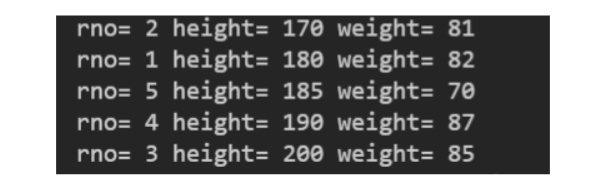 rno= 2 height= 170 weight= 81
rno= 1 height= 180 weight= 82
rno= 5 height= 185 weight= 70
rno= 4 height= 190 weight= 87
rno= 3 height= 200 weight= 85